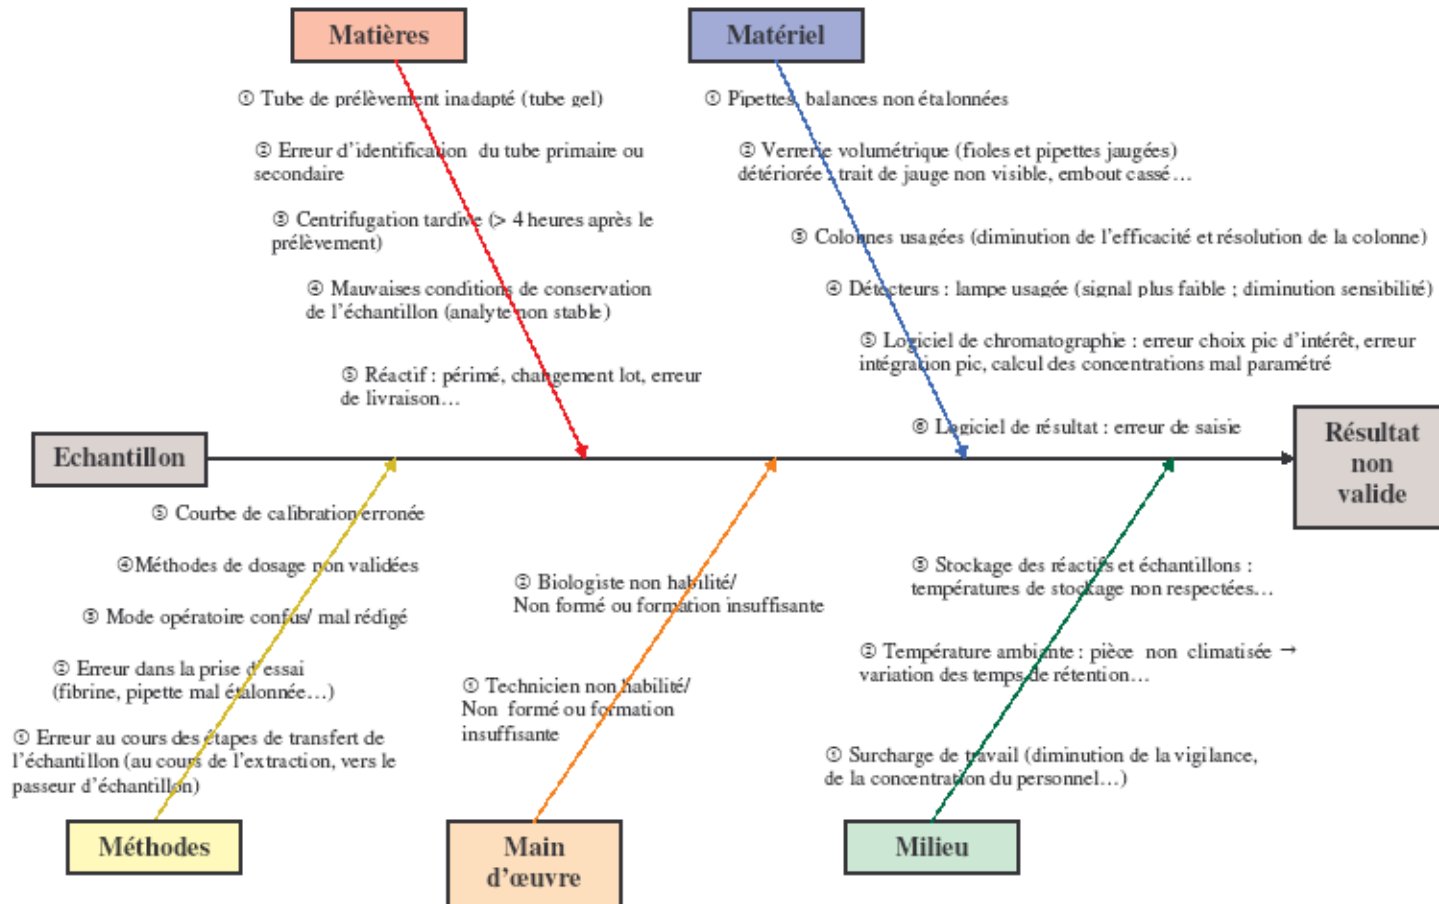 Matières
Matériel
① Tube de prélèvement inadapté (tube gel)
② Erreur d'identification du tube primaire ou
secondaire
③ Centrifugation tardive (> 4 heures après le
prélèvement)
④ Mauvaises conditions de conservation
de l'échantillon (analyte non stable)
⑤ Réactif : périmé, changement lot, erreur
de livraison…
① Pipettes, balances non étalonnées
② Verrerie volumétrique (fioles et pipettes jaugées)
détériorée : trait de jauge non visible, embout cassé…
③ Colonnes usagées (diminution de l'efficacité et résolution de la colonne)
④ Détecteurs : lampe usagée (signal plus faible ; diminution sensibilité)
⑤ Logiciel de chromatographie : erreur choix pic d'intérêt, erreur
intégration pic, calcul des concentrations mal paramétré
⑥ Logiciel de résultat : erreur de saisie
Echantillon
Résultat
non
valide
⑤ Courbe de calibration erronée
④Méthodes de dosage non validées
③ Mode opératoire confus/ mal rédigé
② Erreur dans la prise d'essai
(fibrine, pipette mal étalonnée…)
① Erreur au cours des étapes de transfert de
l'échantillon (au cours de l'extraction, vers le
passeur d'échantillon)
② Biologiste non habilité/
Non formé ou formation insuffisante
① Technicien non habilité/
Non formé ou formation
insuffisante
③ Stockage des réactifs et échantillons :
températures de stockage non respectées…
② Température ambiante : pièce non climatisée →
variation des temps de rétention…
① Surcharge de travail (diminution de la vigilance,
de la concentration du personnel…)
Méthodes
Main
d'œuvre
Milieu